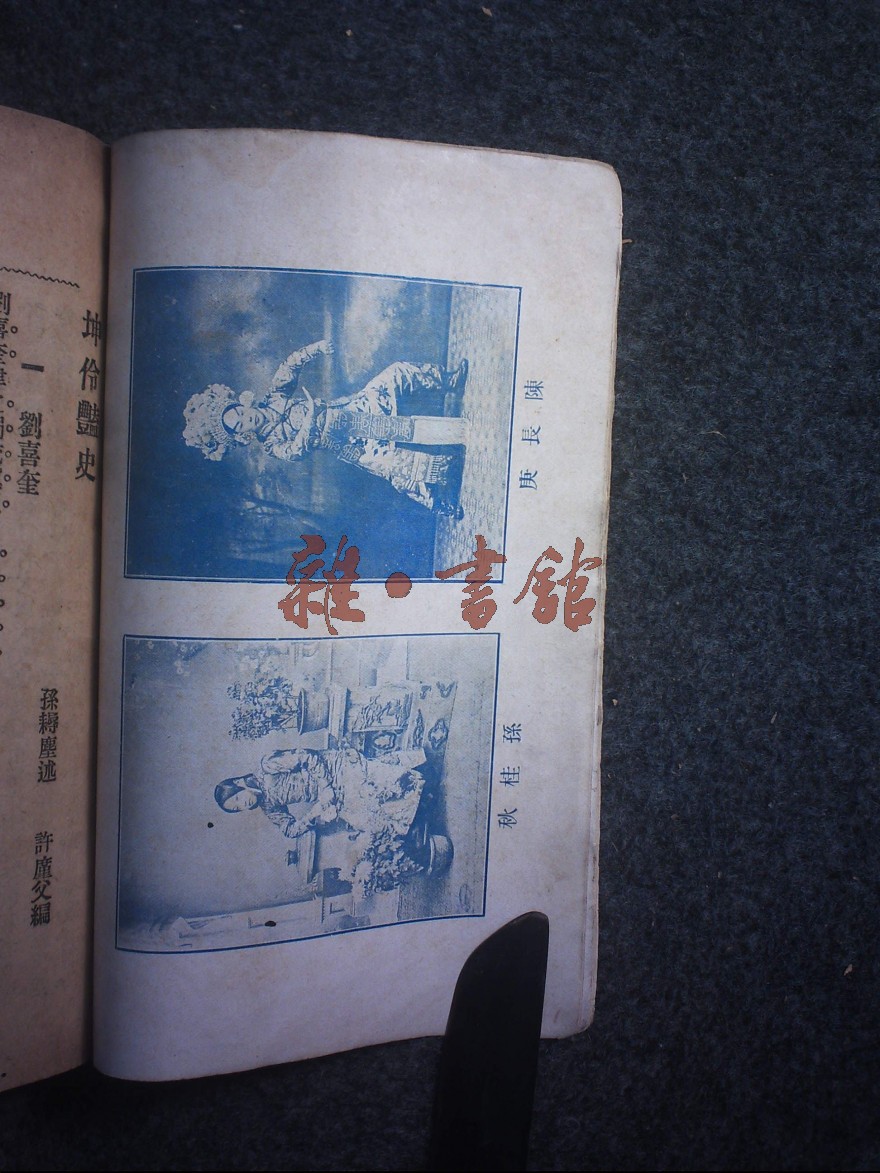 陳長庚
孫桂秋
坤伶豔史
孫耨塵述 許廑父編
一 劉喜奎
雜·書館